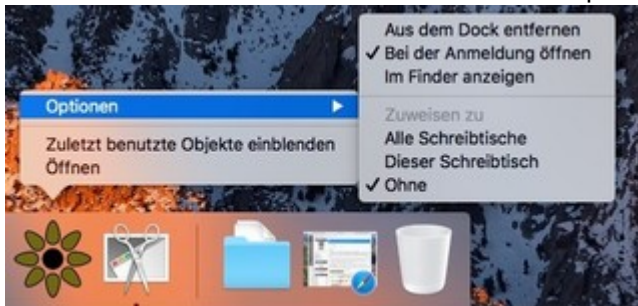 Optionen
Zuletzt benutzte Objekte einblenden
Öffnen
Aus dem Dock entfernen
✓ Bei der Anmeldung öffnen
Im Finder anzeigen
Zuweisen zu
Alle Schreibtische
Dieser Schreibtisch
✓ Ohne